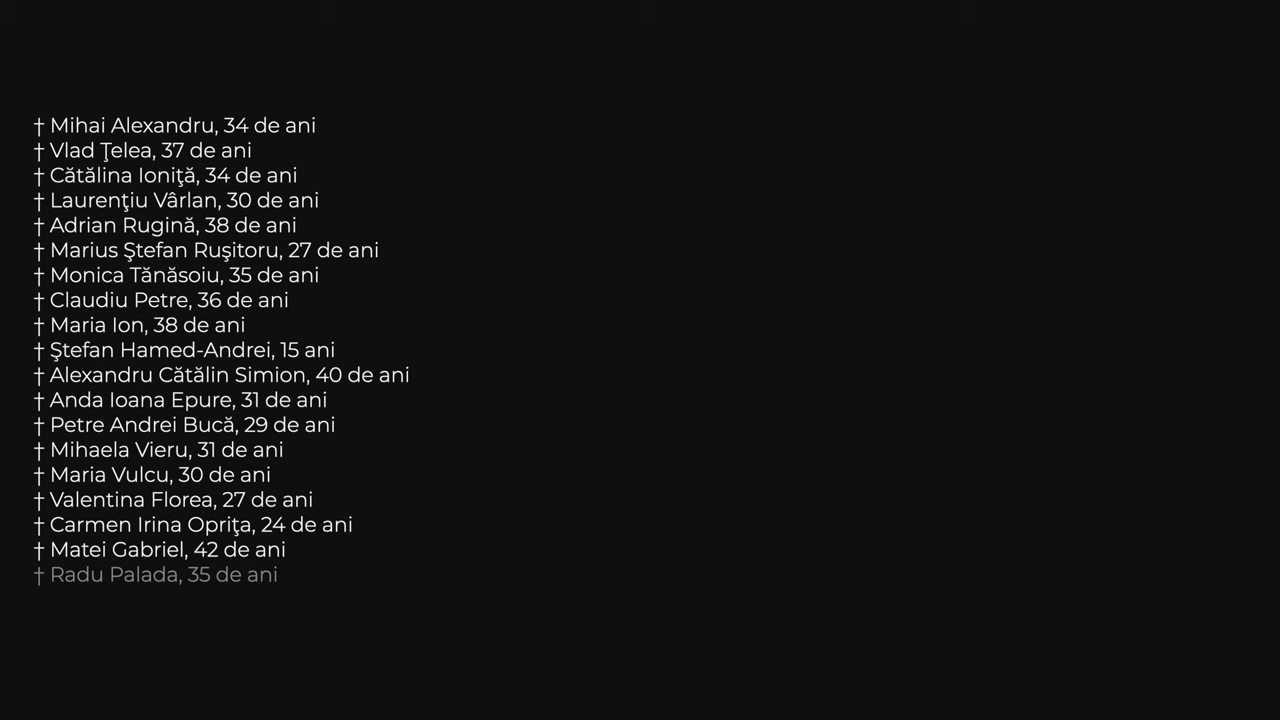 † Mihai Alexandru, 34 de ani
† Vlad Ţelea, 37 de ani
† Cătălina Ioniţă, 34 de ani
† Laurenţiu Vârlan, 30 de ani
† Adrian Rugină, 38 de ani
† Marius Ştefan Ruşitoru, 27 de ani
† Monica Tănăsoiu, 35 de ani
† Claudiu Petre, 36 de ani
† Maria Ion, 38 de ani
† Ştefan Hamed-Andrei, 15 ani
† Alexandru Cătălin Simion, 40 de ani
† Anda Ioana Epure, 31 de ani
† Petre Andrei Bucă, 29 de ani
† Mihaela Vieru, 31 de ani
† Maria Vulcu, 30 de ani
† Valentina Florea, 27 de ani
† Carmen Irina Opriţa, 24 de ani
† Matei Gabriel, 42 de ani
† Radu Palada, 35 de ani